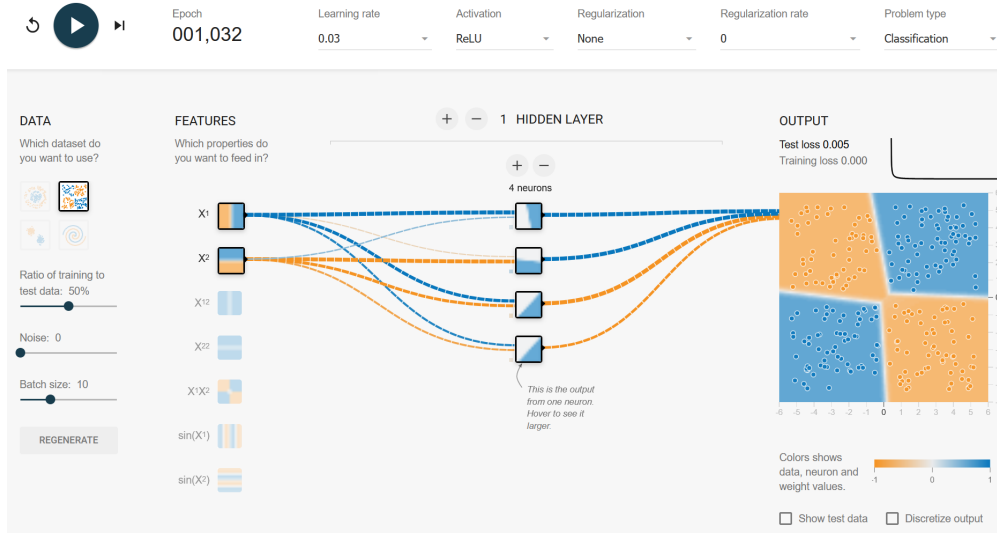 Epoch
001,032
Learning rate
0.03
Activation
ReLU
Regularization
None
Regularization rate
0
Problem type
Classification
DATA
Which dataset do
you want to use?
Ratio of training to
test data: 50%
Noise: 0
Batch size: 10
REGENERATE
FEATURES
Which properties do
you want to feed in?
X1
X2
X12
X22
X1X2
sin(X1)
sin(X2)
+ − 1 HIDDEN LAYER
+ −
4 neurons
This is the output
from one neuron.
Hover to see it
larger.
OUTPUT
Test loss 0.005
Training loss 0.000
-6 -5 -4 -3 -2 -1 0 1 2 3 4 5 6
Colors shows
data, neuron and
weight values.
-1 0 1
Show test data
Discretize output